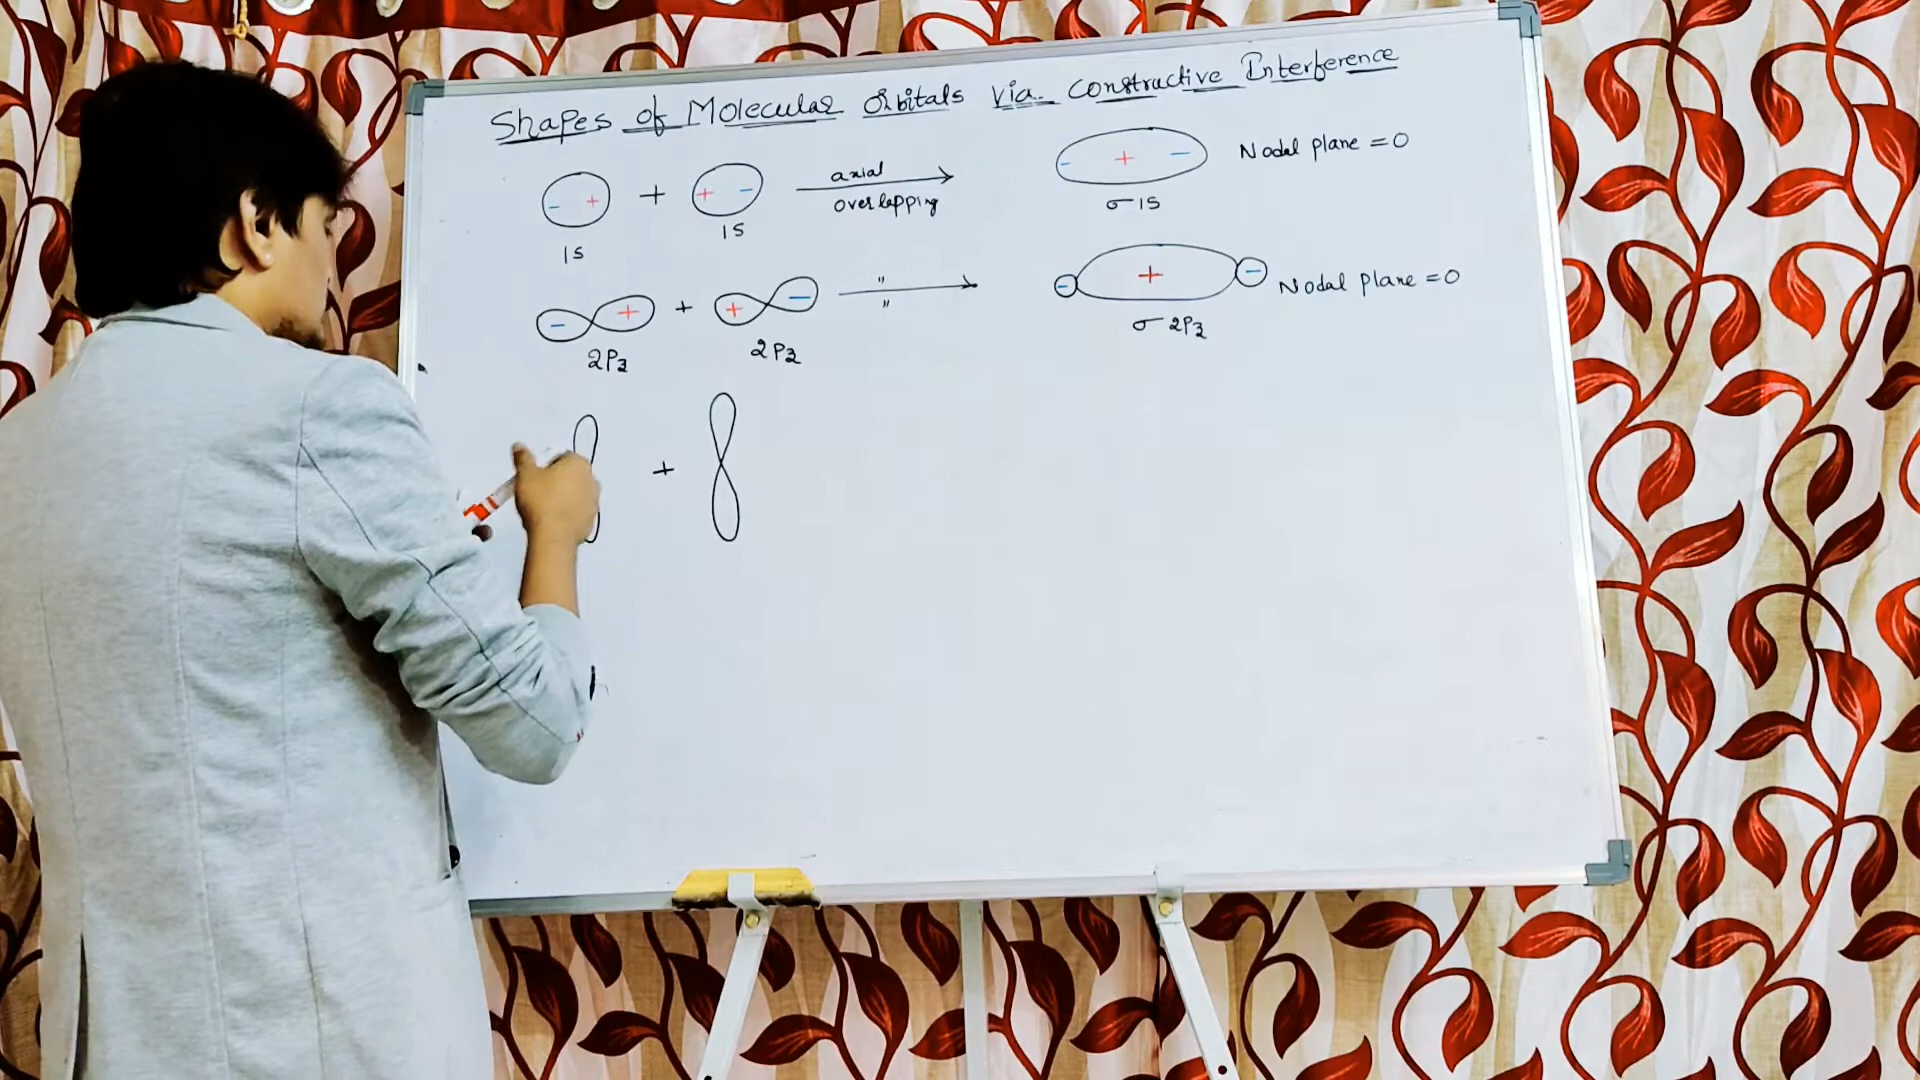 Shapes of Molecular Orbitals via Constructive Interference
- + + + - axial overlapping - + - Nodal plane = 0
1s 1s σ 1s
- + + + - " " - + - Nodal plane = 0
2Pz 2Pz σ 2Pz
+